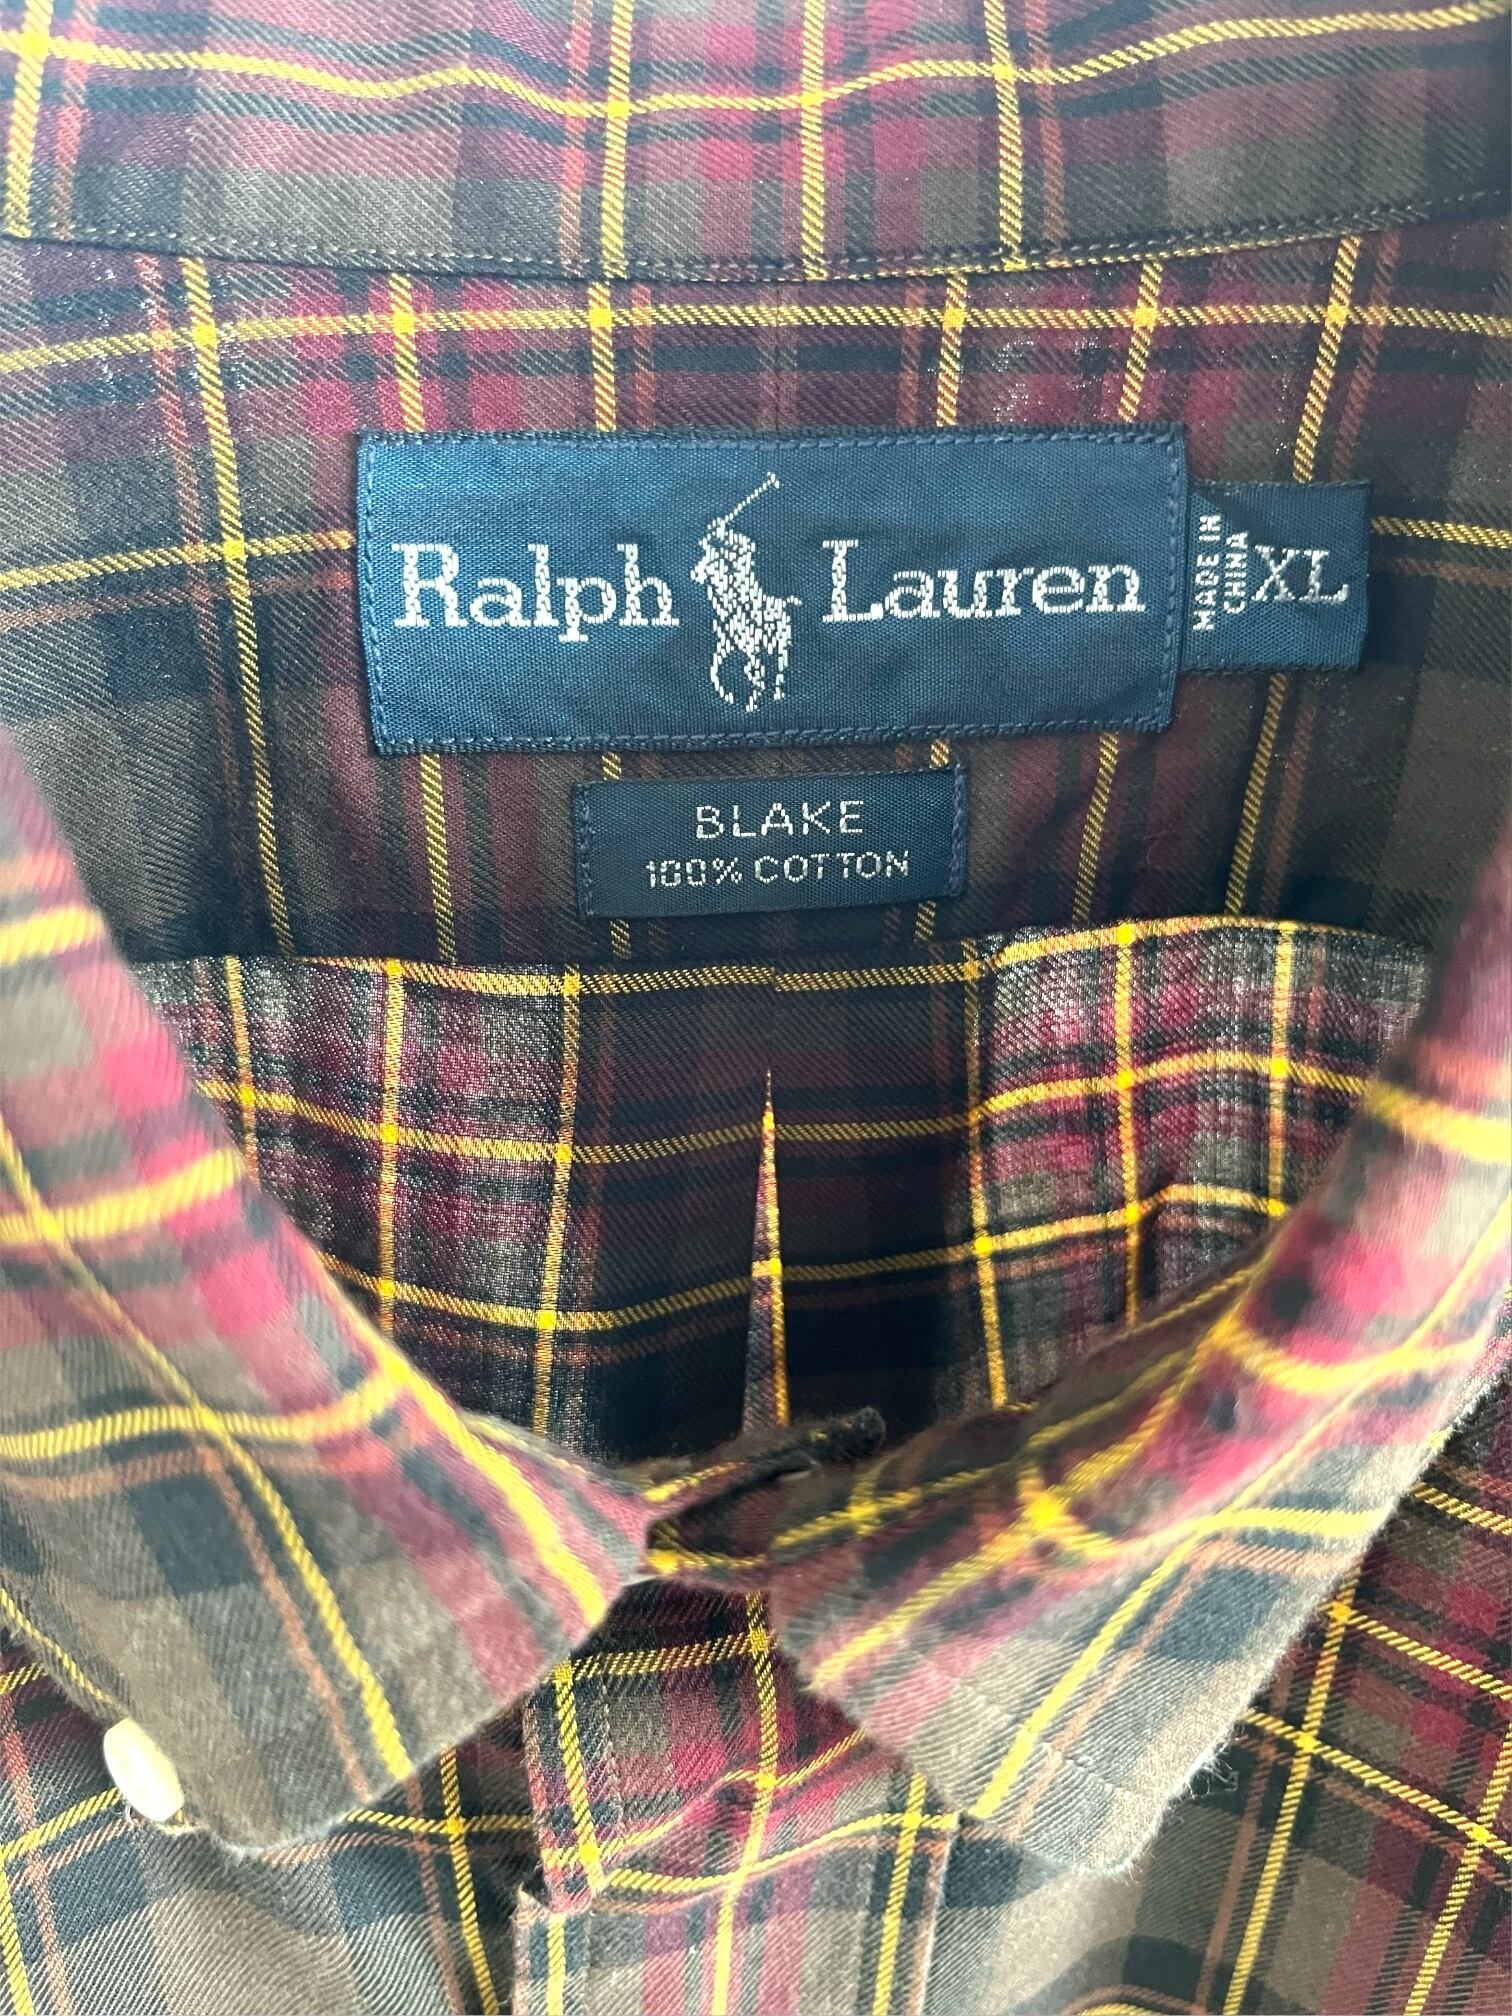 Ralph Lauren
MADE IN
CHINA
XL
BLAKE
100% COTTON